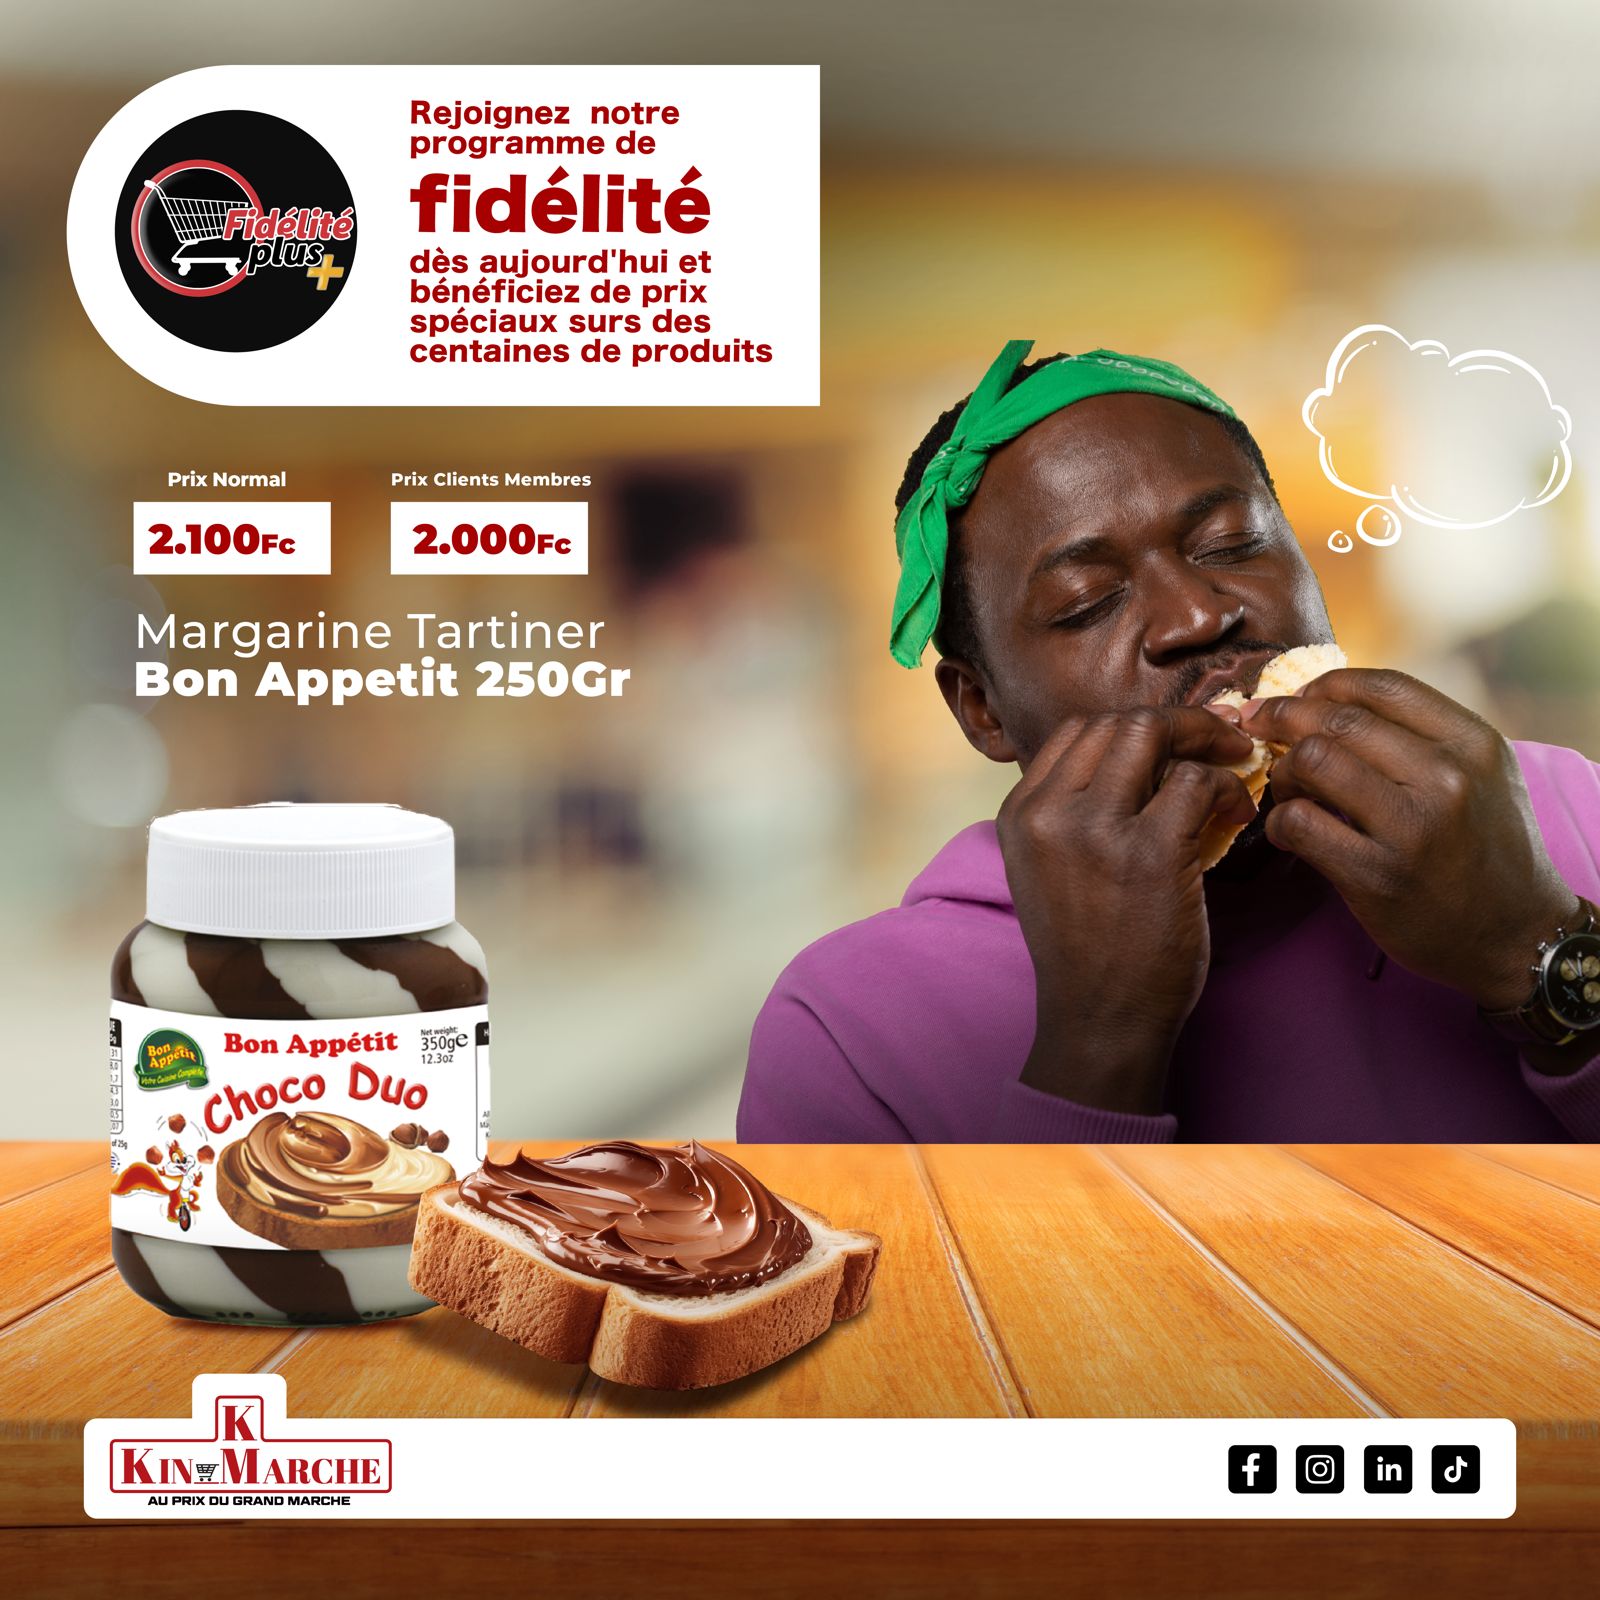 Rejoignez notre
programme de
fidélité
dès aujourd'hui et
bénéficiez de prix
spéciaux surs des
centaines de produits
Fidélité
plus+
Prix Normal
2.100Fc
Prix Clients Membres
2.000Fc
Margarine Tartiner
Bon Appetit 250Gr
Bon Appétit
Net weight:
350g℮
12.3oz
Bon
Appétit
Votre Cuisine Complète!
Choco Duo
of 25g
K
KIN MARCHE
AU PRIX DU GRAND MARCHE